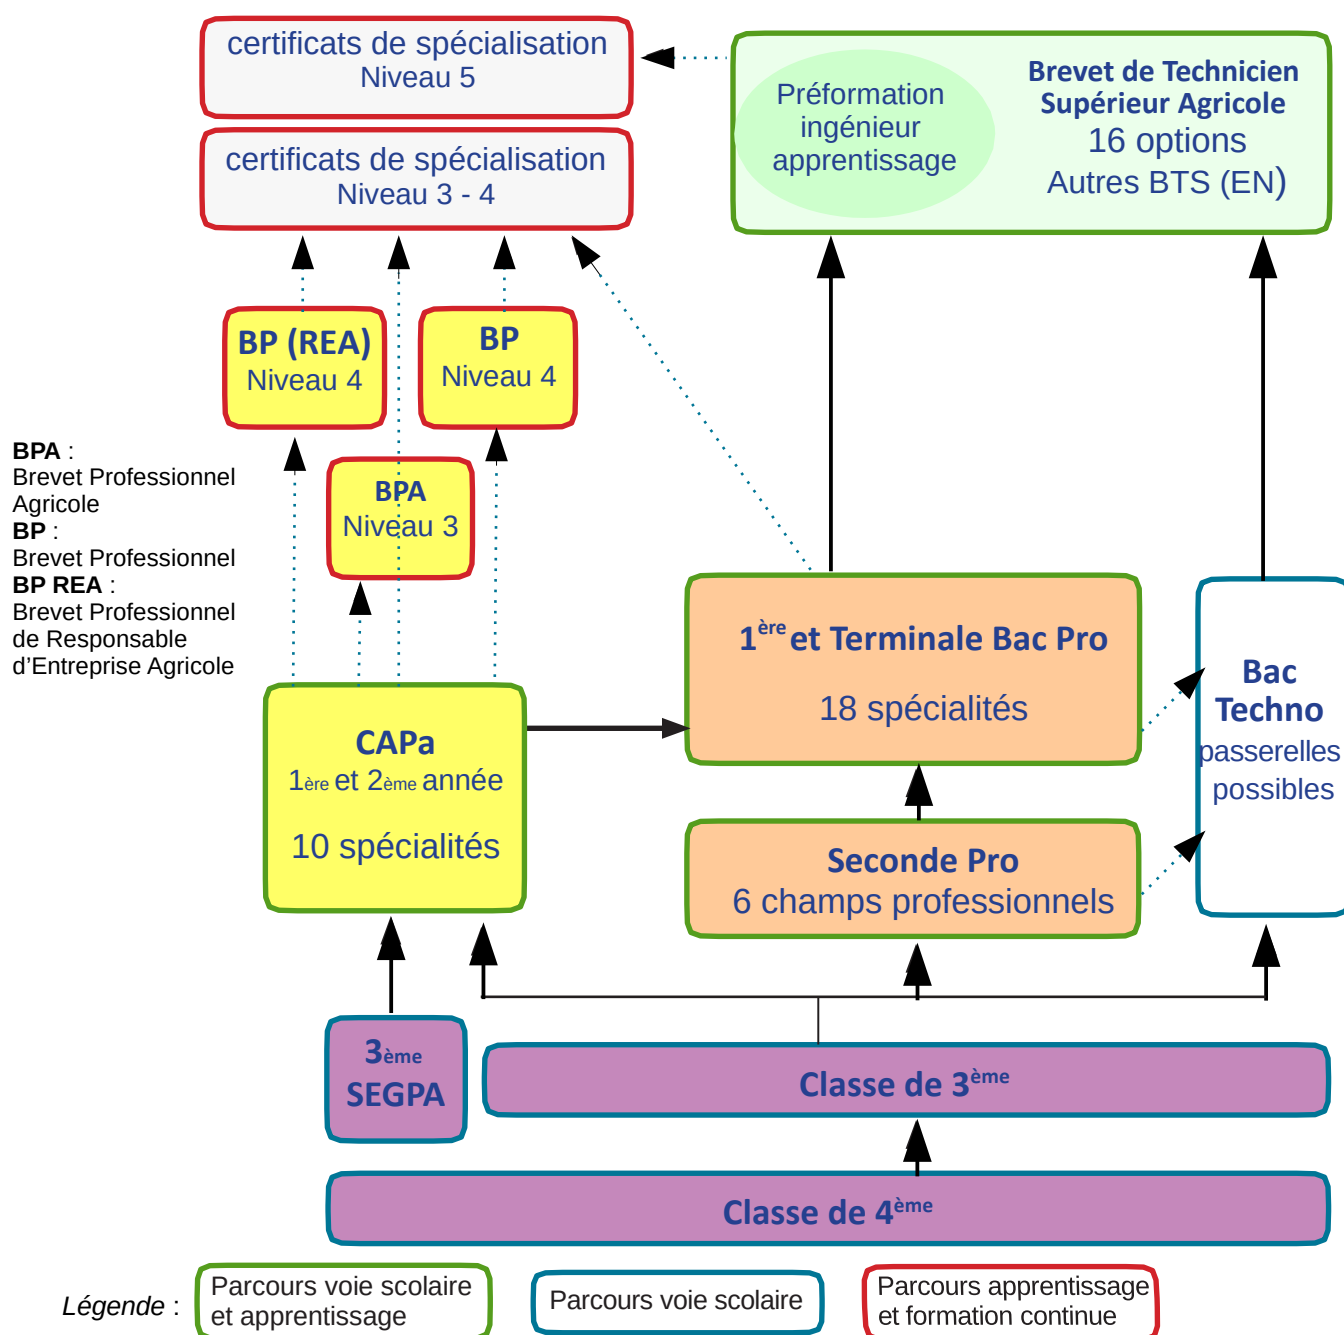 certificats de spécialisation
Niveau 5
certificats de spécialisation
Niveau 3 - 4
Préformation
ingénieur
apprentissage
Brevet de Technicien
Supérieur Agricole
16 options
Autres BTS (EN)
BP (REA)
Niveau 4
BP
Niveau 4
BPA
Niveau 3
BPA :
Brevet Professionnel
Agricole
BP :
Brevet Professionnel
BP REA :
Brevet Professionnel
de Responsable
d’Entreprise Agricole
CAPa
1ère et 2ème année
10 spécialités
1ère et Terminale Bac Pro
18 spécialités
Seconde Pro
6 champs professionnels
Bac
Techno
passerelles
possibles
3ème
SEGPA
Classe de 3ème
Classe de 4ème
Légende :
Parcours voie scolaire
et apprentissage
Parcours voie scolaire
Parcours apprentissage
et formation continue